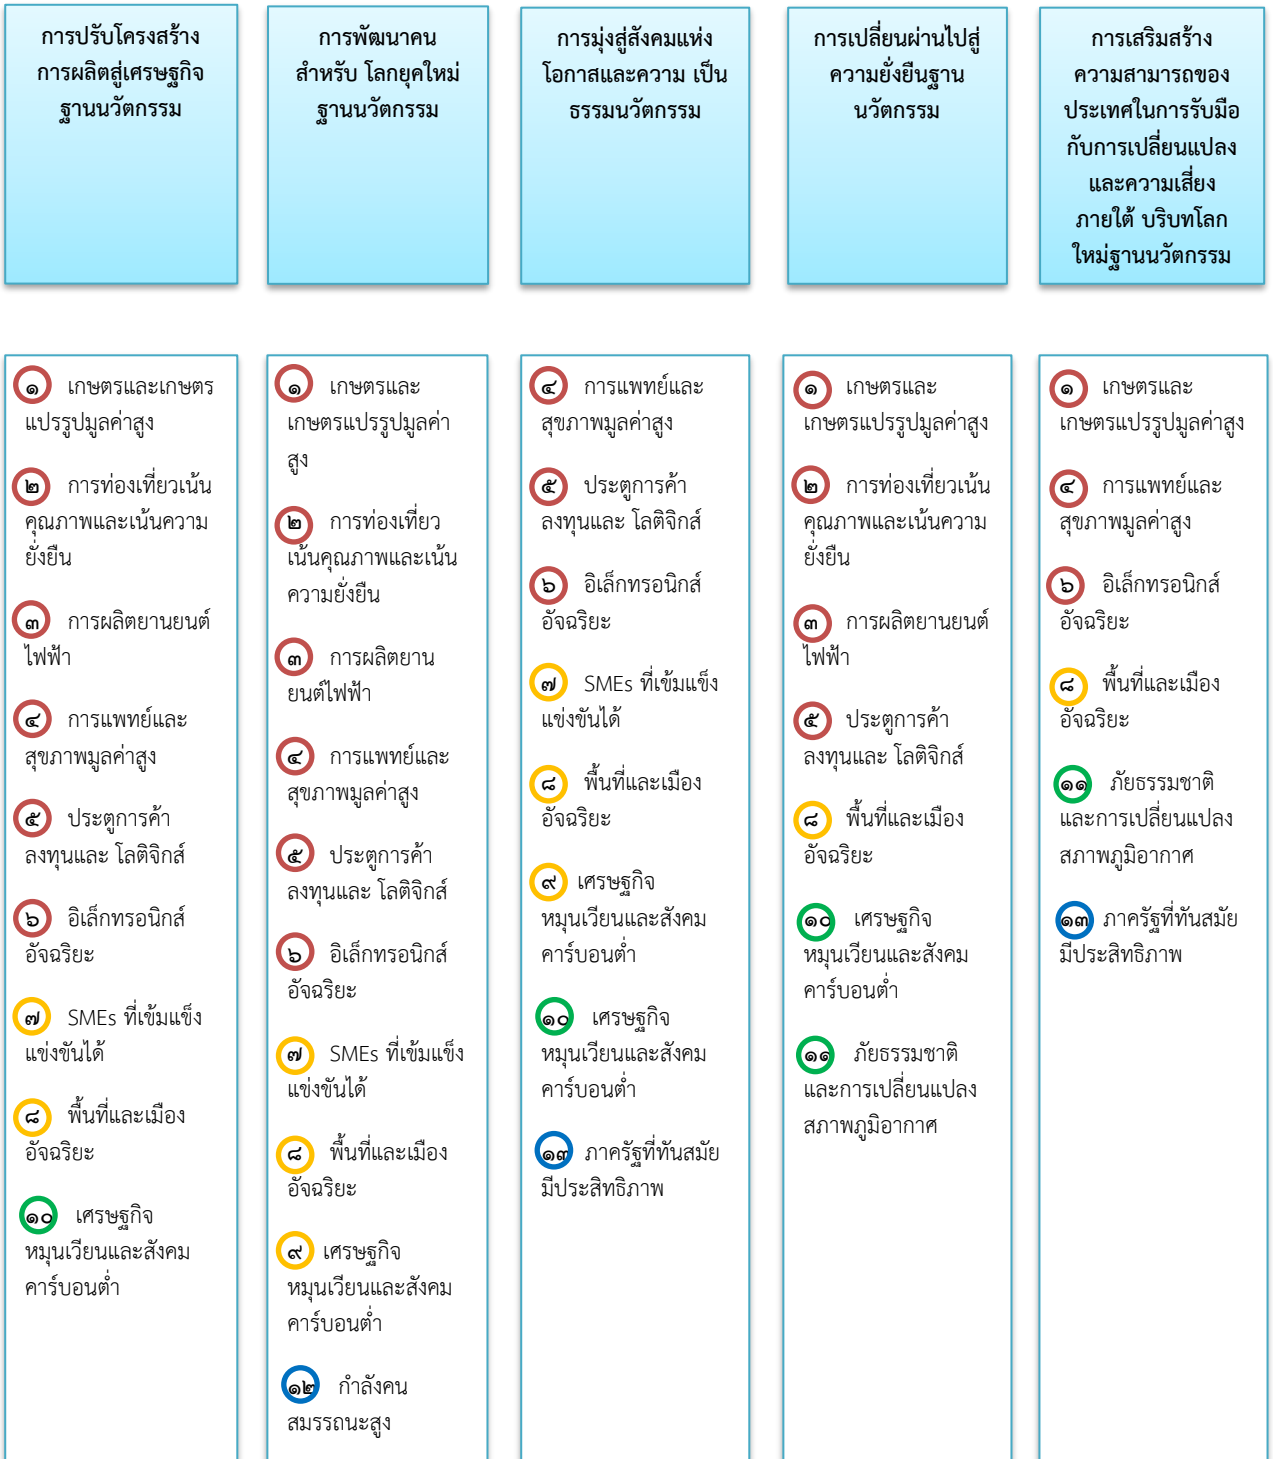 การปรับโครงสร้าง
การผลิตสู่เศรษฐกิจ
ฐานนวัตกรรม
การพัฒนาคน
สำหรับ โลกยุคใหม่
ฐานนวัตกรรม
การมุ่งสู่สังคมแห่ง
โอกาสและความ เป็น
ธรรมนวัตกรรม
การเปลี่ยนผ่านไปสู่
ความยั่งยืนฐาน
นวัตกรรม
การเสริมสร้าง
ความสามารถของ
ประเทศในการรับมือ
กับการเปลี่ยนแปลง
และความเสี่ยง
ภายใต้ บริบทโลก
ใหม่ฐานนวัตกรรม
๑ เกษตรและเกษตร
แปรรูปมูลค่าสูง
๒ การท่องเที่ยวเน้น
คุณภาพและเน้นความ
ยั่งยืน
๓ การผลิตยานยนต์
ไฟฟ้า
๔ การแพทย์และ
สุขภาพมูลค่าสูง
๕ ประตูการค้า
ลงทุนและ โลติจิกส์
๖ อิเล็กทรอนิกส์
อัจฉริยะ
๗ SMEs ที่เข้มแข็ง
แข่งขันได้
๘ พื้นที่และเมือง
อัจฉริยะ
๑๐ เศรษฐกิจ
หมุนเวียนและสังคม
คาร์บอนต่ำ
๑ เกษตรและ
เกษตรแปรรูปมูลค่า
สูง
๒ การท่องเที่ยว
เน้นคุณภาพและเน้น
ความยั่งยืน
๓ การผลิตยาน
ยนต์ไฟฟ้า
๔ การแพทย์และ
สุขภาพมูลค่าสูง
๕ ประตูการค้า
ลงทุนและ โลติจิกส์
๖ อิเล็กทรอนิกส์
อัจฉริยะ
๗ SMEs ที่เข้มแข็ง
แข่งขันได้
๘ พื้นที่และเมือง
อัจฉริยะ
๙ เศรษฐกิจ
หมุนเวียนและสังคม
คาร์บอนต่ำ
๑๒ กำลังคน
สมรรถนะสูง
๔ การแพทย์และ
สุขภาพมูลค่าสูง
๕ ประตูการค้า
ลงทุนและ โลติจิกส์
๖ อิเล็กทรอนิกส์
อัจฉริยะ
๗ SMEs ที่เข้มแข็ง
แข่งขันได้
๘ พื้นที่และเมือง
อัจฉริยะ
๙ เศรษฐกิจ
หมุนเวียนและสังคม
คาร์บอนต่ำ
๑๐ เศรษฐกิจ
หมุนเวียนและสังคม
คาร์บอนต่ำ
๑๓ ภาครัฐที่ทันสมัย
มีประสิทธิภาพ
๑ เกษตรและ
เกษตรแปรรูปมูลค่าสูง
๒ การท่องเที่ยวเน้น
คุณภาพและเน้นความ
ยั่งยืน
๓ การผลิตยานยนต์
ไฟฟ้า
๕ ประตูการค้า
ลงทุนและ โลติจิกส์
๘ พื้นที่และเมือง
อัจฉริยะ
๑๐ เศรษฐกิจ
หมุนเวียนและสังคม
คาร์บอนต่ำ
๑๑ ภัยธรรมชาติ
และการเปลี่ยนแปลง
สภาพภูมิอากาศ
๑ เกษตรและ
เกษตรแปรรูปมูลค่าสูง
๔ การแพทย์และ
สุขภาพมูลค่าสูง
๖ อิเล็กทรอนิกส์
อัจฉริยะ
๘ พื้นที่และเมือง
อัจฉริยะ
๑๑ ภัยธรรมชาติ
และการเปลี่ยนแปลง
สภาพภูมิอากาศ
๑๓ ภาครัฐที่ทันสมัย
มีประสิทธิภาพ